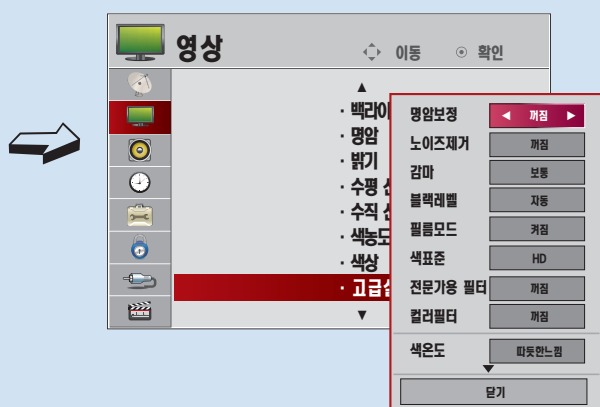 영상
이동 ⊙ 확인
▲
· 백라이
· 명암
· 밝기
· 수평 선
· 수직 선
· 색농도
· 색상
· 고급설
▼
명암보정 ◀ 꺼짐 ▶
노이즈제거 꺼짐
감마 보통
블랙레벨 자동
필름모드 켜짐
색표준 HD
전문가용 필터 꺼짐
컬러필터 꺼짐
색온도 따듯한느낌
▼
닫기